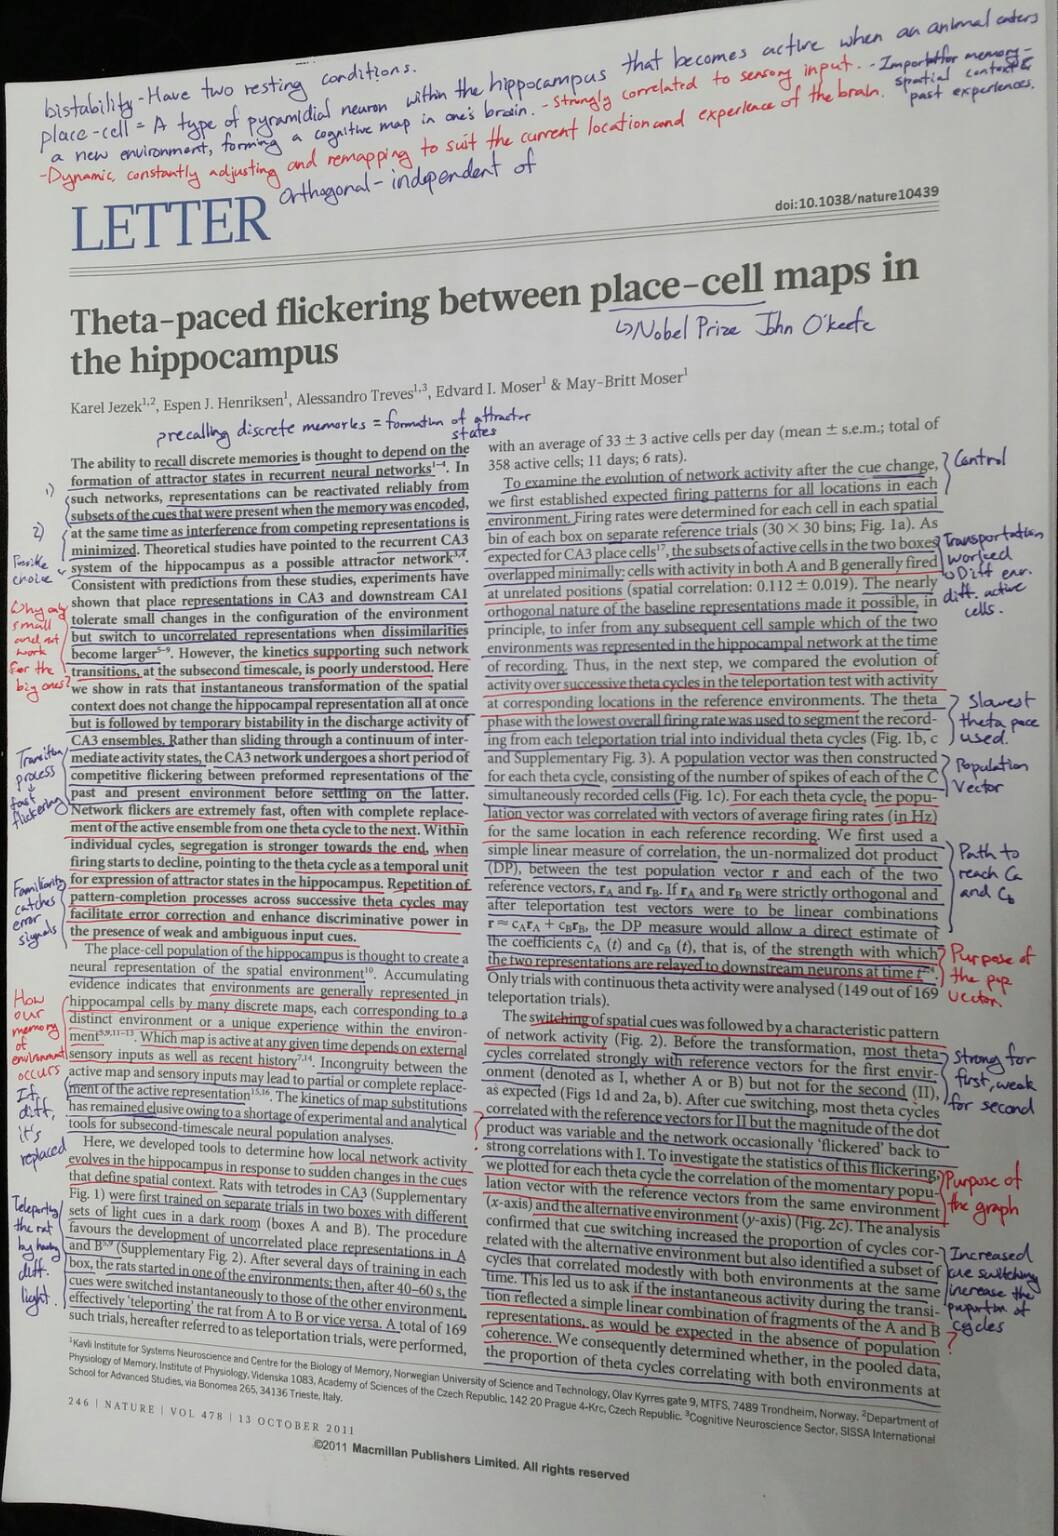 bistability - Have two resting conditions.
place-cell = A type of pyramidial neuron within the hippocampus that becomes active when an animal enters
a new environment, forming a cognitive map in one's brain. - Strongly correlated to sensory input. - Important for memory -
spatial context &
past experiences.
- Dynamic, constantly adjusting and remapping to suit the current location and experience of the brain.
Orthogonal - independent of
LETTER
doi:10.1038/nature10439
Theta-paced flickering between place-cell maps in
the hippocampus
↳ Nobel Prize John O'keefe
Karel Jezek1,2, Espen J. Henriksen1, Alessandro Treves1,3, Edvard I. Moser1 & May-Britt Moser1
precalling discrete memories = formation of attractor
states
The ability to recall discrete memories is thought to depend on the
formation of attractor states in recurrent neural networks1–4. In
such networks, representations can be reactivated reliably from
subsets of the cues that were present when the memory was encoded,
at the same time as interference from competing representations is
minimized. Theoretical studies have pointed to the recurrent CA3
system of the hippocampus as a possible attractor network3,4.
Consistent with predictions from these studies, experiments have
shown that place representations in CA3 and downstream CA1
tolerate small changes in the configuration of the environment
but switch to uncorrelated representations when dissimilarities
become larger5–9. However, the kinetics supporting such network
transitions, at the subsecond timescale, is poorly understood. Here
we show in rats that instantaneous transformation of the spatial
context does not change the hippocampal representation all at once
but is followed by temporary bistability in the discharge activity of
CA3 ensembles. Rather than sliding through a continuum of inter-
mediate activity states, the CA3 network undergoes a short period of
competitive flickering between preformed representations of the
past and present environment before settling on the latter.
Network flickers are extremely fast, often with complete replace-
ment of the active ensemble from one theta cycle to the next. Within
individual cycles, segregation is stronger towards the end, when
firing starts to decline, pointing to the theta cycle as a temporal unit
for expression of attractor states in the hippocampus. Repetition of
pattern-completion processes across successive theta cycles may
facilitate error correction and enhance discriminative power in
the presence of weak and ambiguous input cues.
The place-cell population of the hippocampus is thought to create a
neural representation of the spatial environment10. Accumulating
evidence indicates that environments are generally represented in
hippocampal cells by many discrete maps, each corresponding to a
distinct environment or a unique experience within the environ-
ment5,9,11–13. Which map is active at any given time depends on external
sensory inputs as well as recent history7,14. Incongruity between the
active map and sensory inputs may lead to partial or complete replace-
ment of the active representation15,16. The kinetics of map substitutions
has remained elusive owing to a shortage of experimental and analytical
tools for subsecond-timescale neural population analyses.
Here, we developed tools to determine how local network activity
evolves in the hippocampus in response to sudden changes in the cues
that define spatial context. Rats with tetrodes in CA3 (Supplementary
Fig. 1) were first trained on separate trials in two boxes with different
sets of light cues in a dark room (boxes A and B). The procedure
favours the development of uncorrelated place representations in A
and B5,9 (Supplementary Fig. 2). After several days of training in each
box, the rats started in one of the environments; then, after 40–60 s, the
cues were switched instantaneously to those of the other environment,
effectively 'teleporting' the rat from A to B or vice versa. A total of 169
such trials, hereafter referred to as teleportation trials, were performed,
1)
2)
choice
Why only
small
and not
work
for the
big ones?
Transition
process
↓
fast
flickering
Familiarity
catches
error
signals
How
our
memory
of
environment
occurs
If
diff,
it's
replaced
Teleporting
the rat
by having
diff.
light.
with an average of 33 ± 3 active cells per day (mean ± s.e.m.; total of
358 active cells; 11 days; 6 rats).
To examine the evolution of network activity after the cue change,
we first established expected firing patterns for all locations in each
environment. Firing rates were determined for each cell in each spatial
bin of each box on separate reference trials (30 × 30 bins; Fig. 1a). As
expected for CA3 place cells17, the subsets of active cells in the two boxes
overlapped minimally: cells with activity in both A and B generally fired
at unrelated positions (spatial correlation: 0.112 ± 0.019). The nearly
orthogonal nature of the baseline representations made it possible, in
principle, to infer from any subsequent cell sample which of the two
environments was represented in the hippocampal network at the time
of recording. Thus, in the next step, we compared the evolution of
activity over successive theta cycles in the teleportation test with activity
at corresponding locations in the reference environments. The theta
phase with the lowest overall firing rate was used to segment the record-
ing from each teleportation trial into individual theta cycles (Fig. 1b, c
and Supplementary Fig. 3). A population vector was then constructed
for each theta cycle, consisting of the number of spikes of each of the C
simultaneously recorded cells (Fig. 1c). For each theta cycle, the popu-
lation vector was correlated with vectors of average firing rates (in Hz)
for the same location in each reference recording. We first used a
simple linear measure of correlation, the un-normalized dot product
(DP), between the test population vector r and each of the two
reference vectors, rA and rB. If rA and rB were strictly orthogonal and
after teleportation test vectors were to be linear combinations
r ≈ cArA + cBrB, the DP measure would allow a direct estimate of
the coefficients cA (t) and cB (t), that is, of the strength with which
the two representations are relayed to downstream neurons at time t
Only trials with continuous theta activity were analysed (149 out of 169
teleportation trials).
The switching of spatial cues was followed by a characteristic pattern
of network activity (Fig. 2). Before the transformation, most theta
cycles correlated strongly with reference vectors for the first envir-
onment (denoted as I, whether A or B) but not for the second (II),
as expected (Figs 1d and 2a, b). After cue switching, most theta cycles
correlated with the reference vectors for II but the magnitude of the dot
product was variable and the network occasionally 'flickered' back to
strong correlations with I. To investigate the statistics of this flickering,
we plotted for each theta cycle the correlation of the momentary popu-
lation vector with the reference vectors from the same environment
(x-axis) and the alternative environment (y-axis) (Fig. 2c). The analysis
confirmed that cue switching increased the proportion of cycles cor-
related with the alternative environment but also identified a subset of
cycles that correlated modestly with both environments at the same
time. This led us to ask if the instantaneous activity during the transi-
tion reflected a simple linear combination of fragments of the A and B
representations, as would be expected in the absence of population
coherence. We consequently determined whether, in the pooled data,
the proportion of theta cycles correlating with both environments at
Control
Transportation
worked
↳ Diff env.
diff. active
cells.
Slowest
theta pace
used.
Population
Vector
Path to
reach Ca
and Cb
Purpose of
the pop
vector.
Strong for
first, weak
for second
?
Purpose of
the graph
Increased
cue switching
increase the
proportion of
cycles
?
1Kavli Institute for Systems Neuroscience and Centre for the Biology of Memory, Norwegian University of Science and Technology, Olav Kyrres gate 9, MTFS, 7489 Trondheim, Norway. 2Department of
Physiology of Memory, Institute of Physiology, Videnska 1083, Academy of Sciences of the Czech Republic, 142 20 Prague 4-Krc, Czech Republic. 3Cognitive Neuroscience Sector, SISSA International
School for Advanced Studies, via Bonomea 265, 34136 Trieste, Italy.
246 | NATURE | VOL 478 | 13 OCTOBER 2011
©2011 Macmillan Publishers Limited. All rights reserved